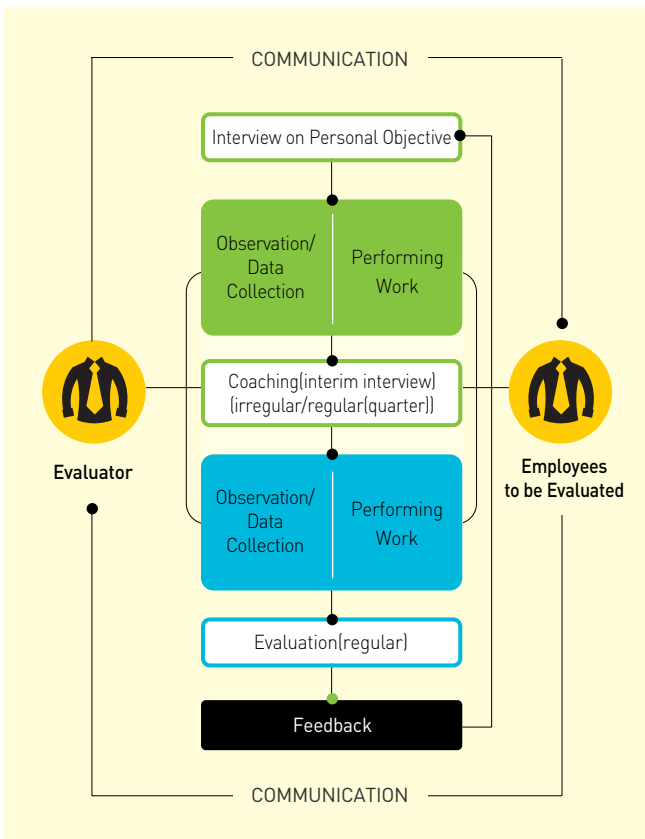 COMMUNICATION
Interview on Personal Objective
Observation/
Data
Collection
Performing
Work
Coaching(interim interview)
(irregular/regular(quarter))
Evaluator
Employees
to be Evaluated
Observation/
Data
Collection
Performing
Work
Evaluation(regular)
Feedback
COMMUNICATION